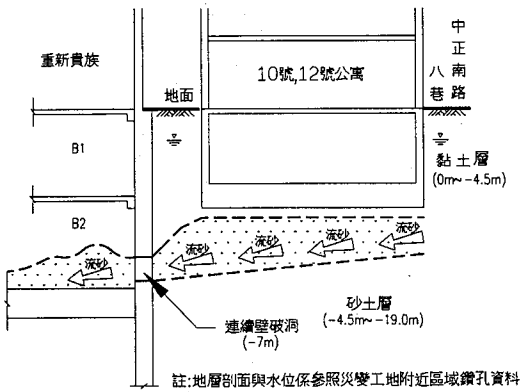 重新貴族
地面
10號,12號公寓
中正南路
八巷
B1
黏土層
(0m~-4.5m)
B2
流砂
流砂
流砂
流砂
流砂
連續壁破洞
(-7m)
砂土層
(-4.5m~-19.0m)
註:地層剖面與水位係參照災變工地附近區域鑽孔資料